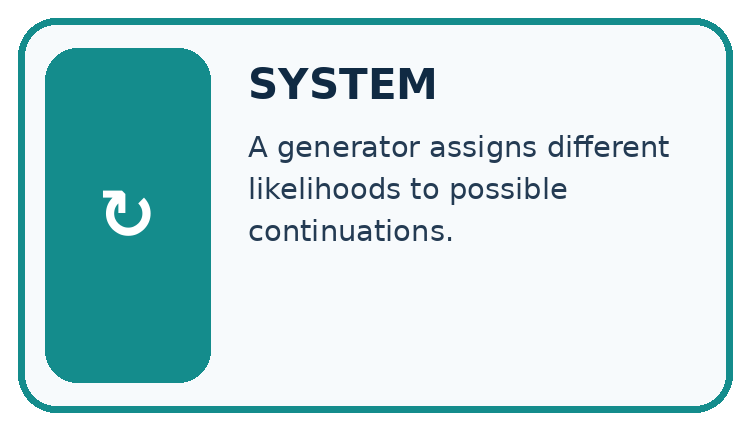 SYSTEM
A generator assigns different
likelihoods to possible
continuations.